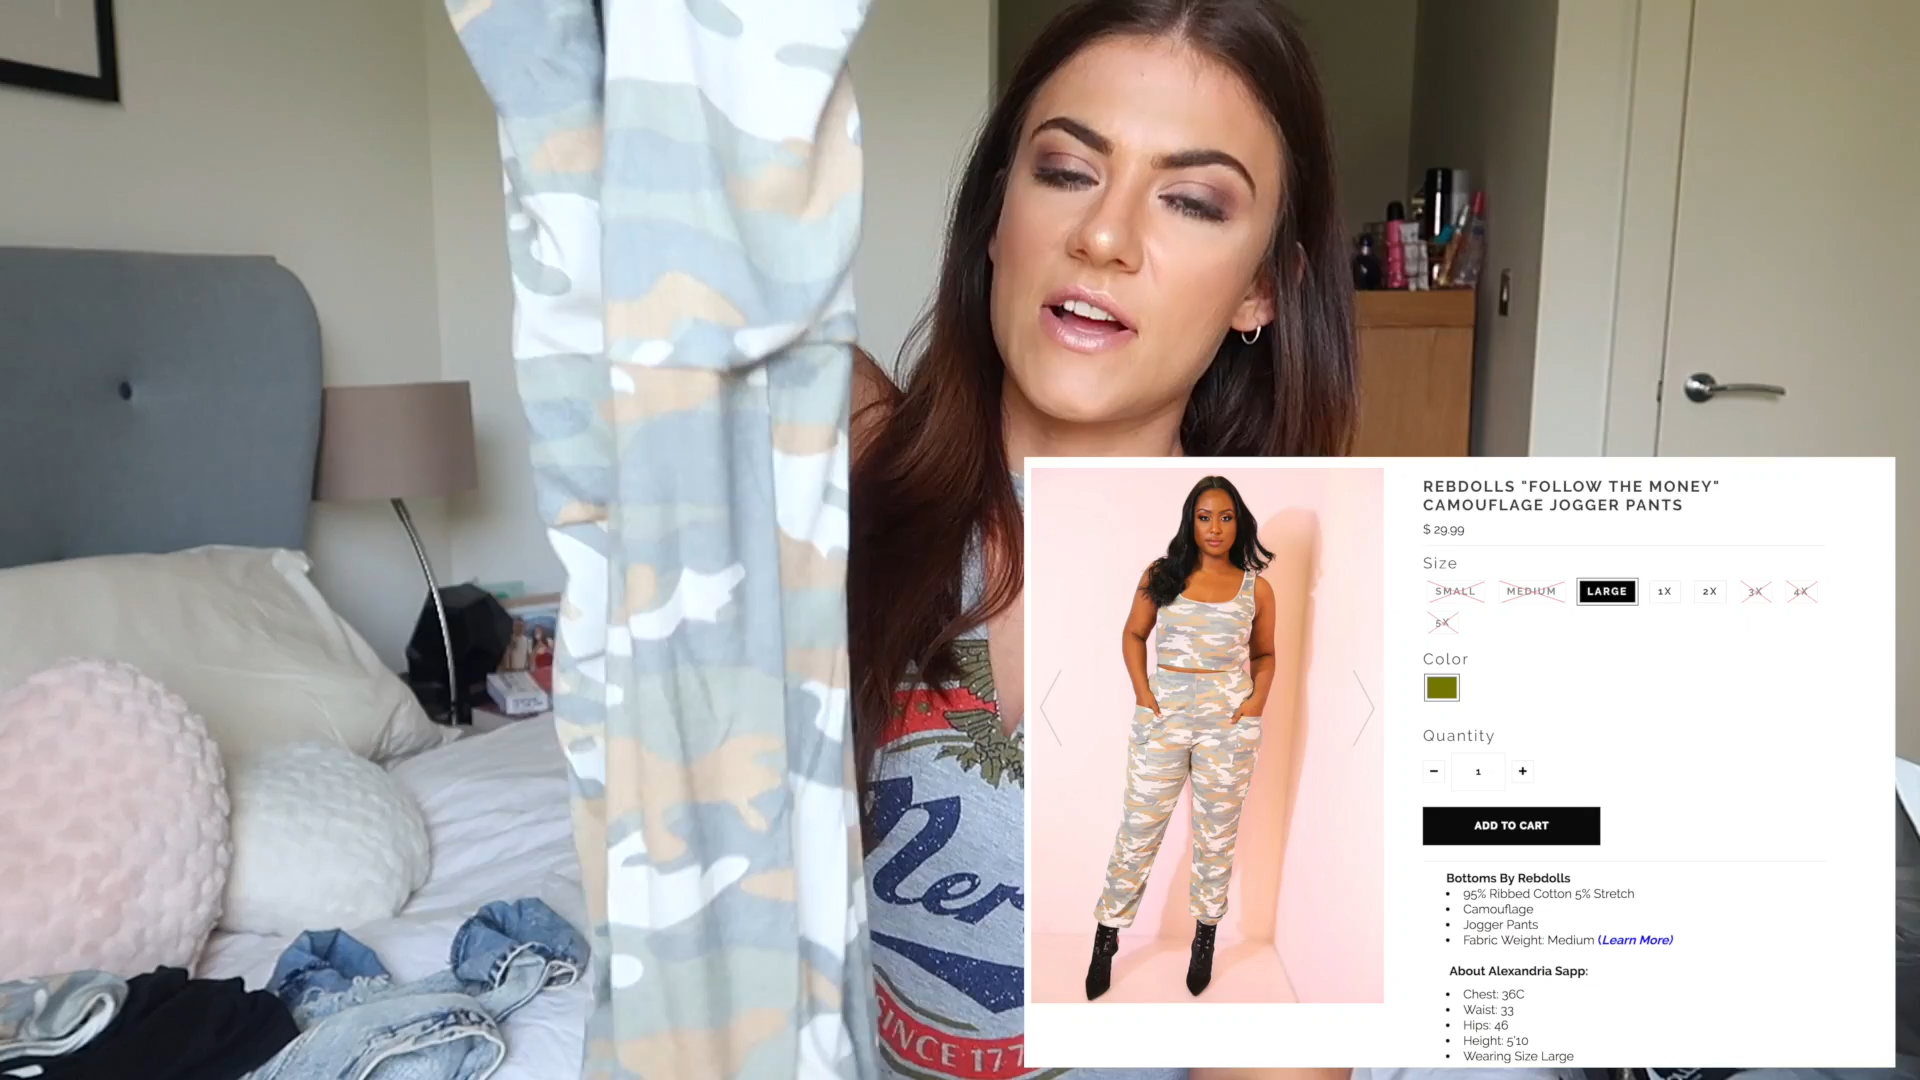 REBDOLLS "FOLLOW THE MONEY"
CAMOUFLAGE JOGGER PANTS
$ 29.99
Size
SMALL MEDIUM LARGE 1X 2X 3X 4X
5X
Color
Quantity
− 1 +
ADD TO CART
Bottoms By Rebdolls
• 95% Ribbed Cotton 5% Stretch
• Camouflage
• Jogger Pants
• Fabric Weight: Medium (Learn More)
About Alexandria Sapp:
• Chest: 36C
• Waist: 33
• Hips: 46
• Height: 5'10
• Wearing Size Large
SINCE 177